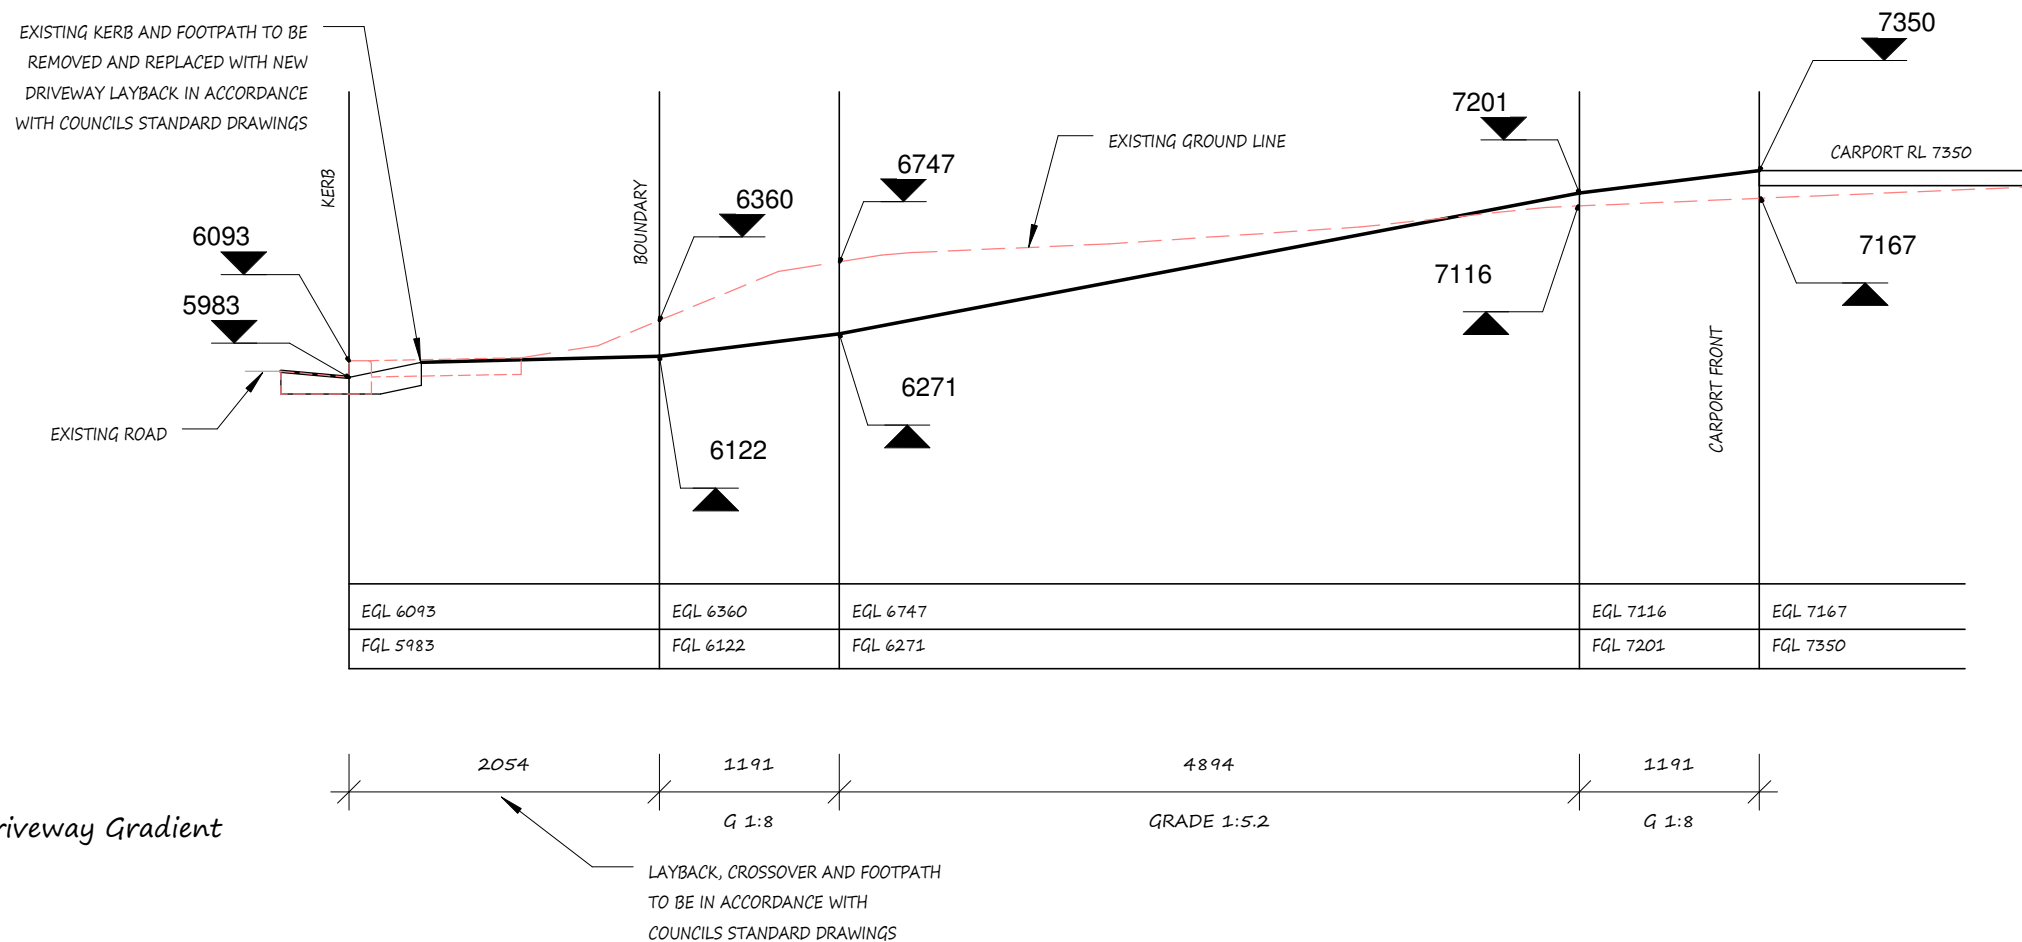 EXISTING KERB AND FOOTPATH TO BE
REMOVED AND REPLACED WITH NEW
DRIVEWAY LAYBACK IN ACCORDANCE
WITH COUNCILS STANDARD DRAWINGS
7350
7201
EXISTING GROUND LINE
CARPORT RL 7350
6747
KERB
BOUNDARY
6360
6093
7167
7116
5983
CARPORT FRONT
6271
EXISTING ROAD
6122
EGL 6093
EGL 6360
EGL 6747
EGL 7116
EGL 7167
FGL 5983
FGL 6122
FGL 6271
FGL 7201
FGL 7350
2054
1191
4894
1191
riveway Gradient
G 1:8
GRADE 1:5.2
G 1:8
LAYBACK, CROSSOVER AND FOOTPATH
TO BE IN ACCORDANCE WITH
COUNCILS STANDARD DRAWINGS